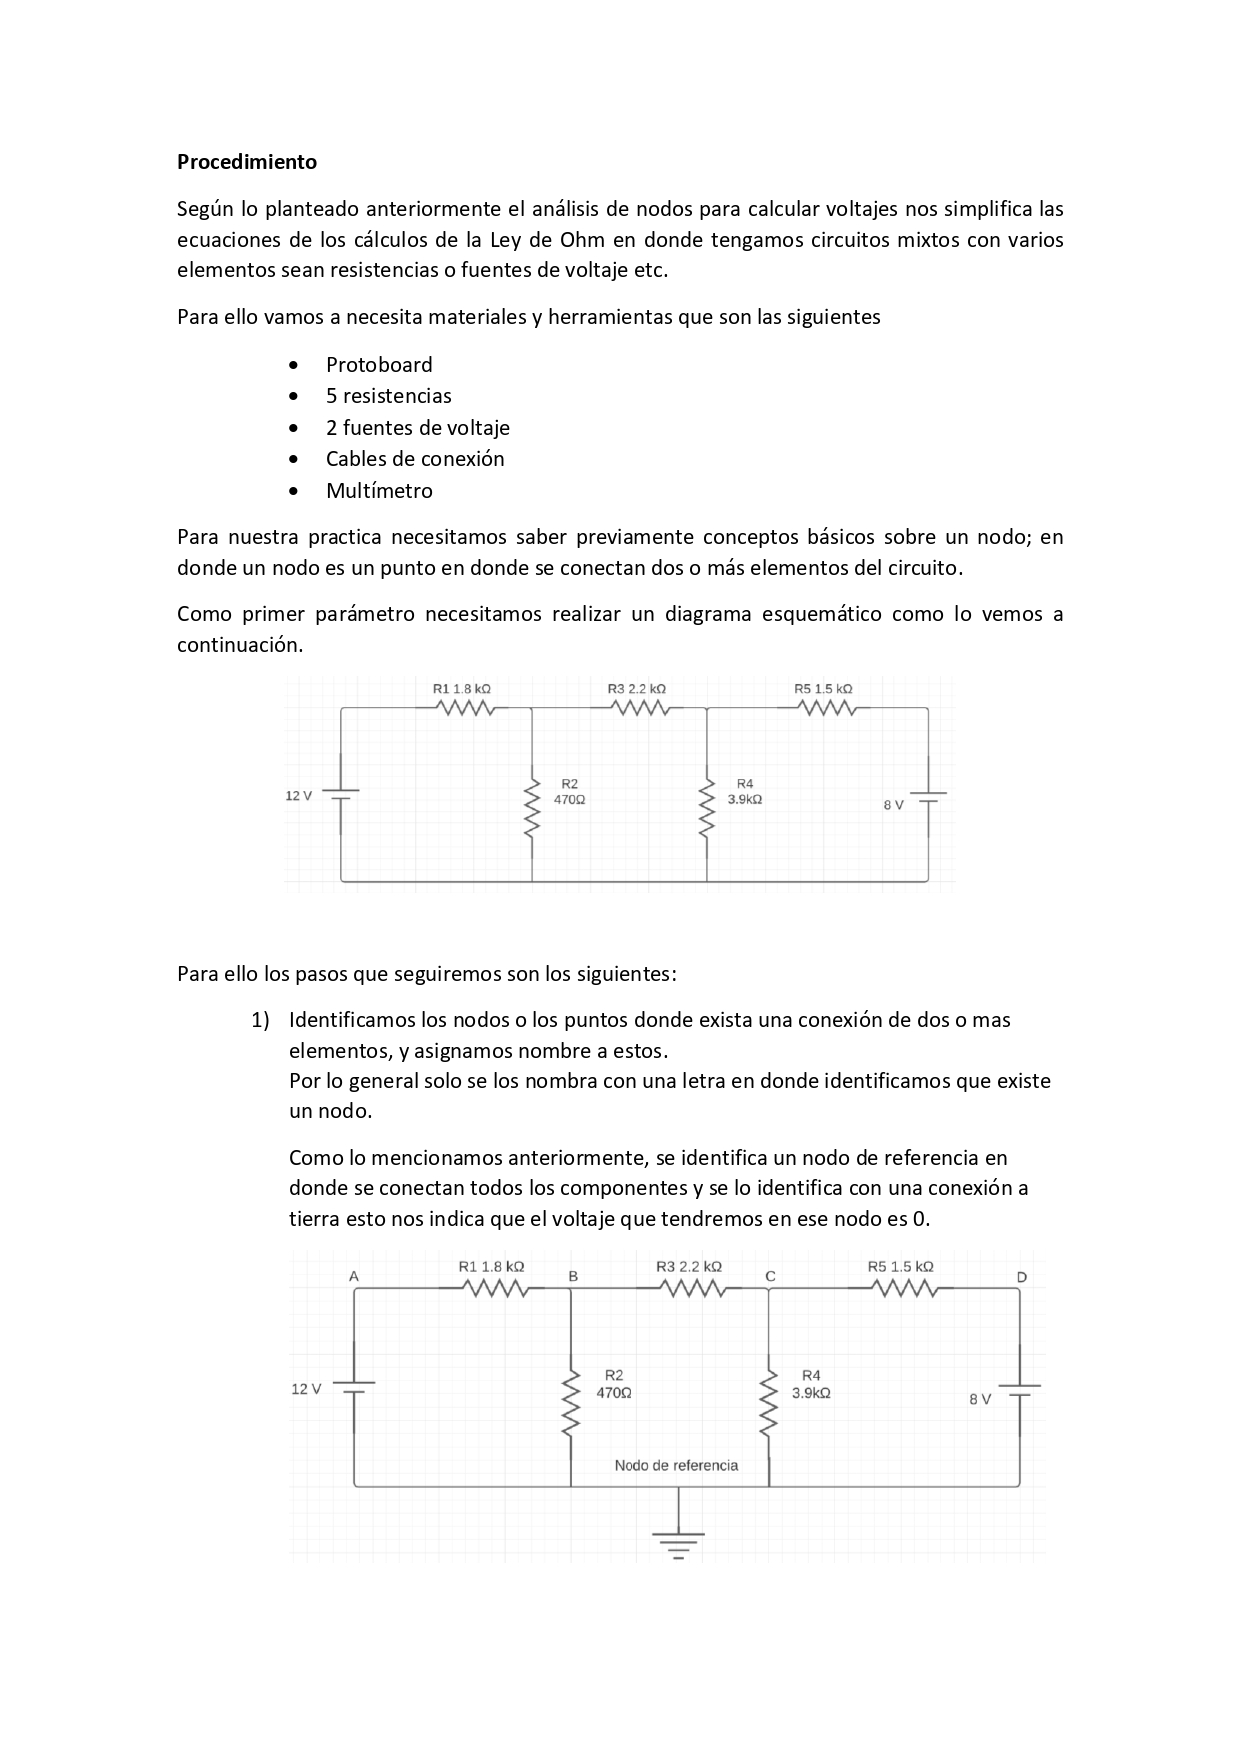 Procedimiento
Según lo planteado anteriormente el análisis de nodos para calcular voltajes nos simplifica las
ecuaciones de los cálculos de la Ley de Ohm en donde tengamos circuitos mixtos con varios
elementos sean resistencias o fuentes de voltaje etc.
Para ello vamos a necesita materiales y herramientas que son las siguientes
• Protoboard
• 5 resistencias
• 2 fuentes de voltaje
• Cables de conexión
• Multímetro
Para nuestra practica necesitamos saber previamente conceptos básicos sobre un nodo; en
donde un nodo es un punto en donde se conectan dos o más elementos del circuito.
Como primer parámetro necesitamos realizar un diagrama esquemático como lo vemos a
continuación.
R1 1.8 kΩ
R3 2.2 kΩ
R5 1.5 kΩ
12 V
R2
470Ω
R4
3.9kΩ
8 V
Para ello los pasos que seguiremos son los siguientes:
1) Identificamos los nodos o los puntos donde exista una conexión de dos o mas
elementos, y asignamos nombre a estos.
Por lo general solo se los nombra con una letra en donde identificamos que existe
un nodo.
Como lo mencionamos anteriormente, se identifica un nodo de referencia en
donde se conectan todos los componentes y se lo identifica con una conexión a
tierra esto nos indica que el voltaje que tendremos en ese nodo es 0.
A
R1 1.8 kΩ
B
R3 2.2 kΩ
C
R5 1.5 kΩ
D
12 V
R2
470Ω
R4
3.9kΩ
8 V
Nodo de referencia